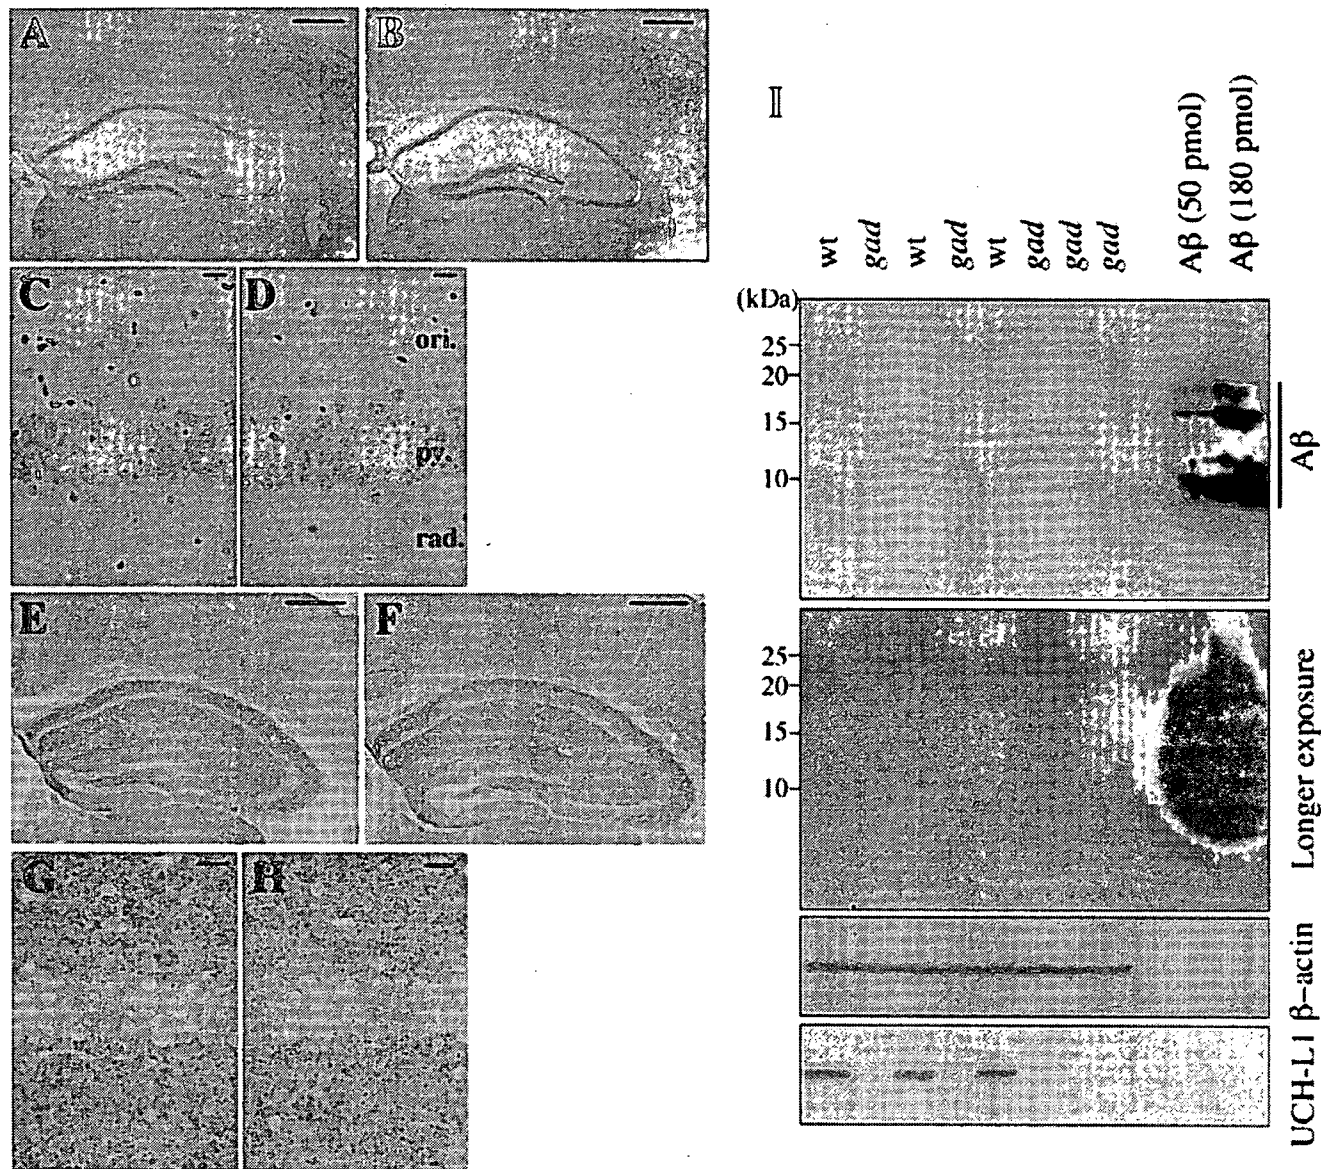 A
B
C
D
ori.
py.
rad.
E
F
G
H
I
wt
gad
wt
gad
wt
gad
gad
gad
Aβ (50 pmol)
Aβ (180 pmol)
(kDa)
25
20
15
10
Aβ
25
20
15
10
Longer exposure
β-actin
UCH-L1